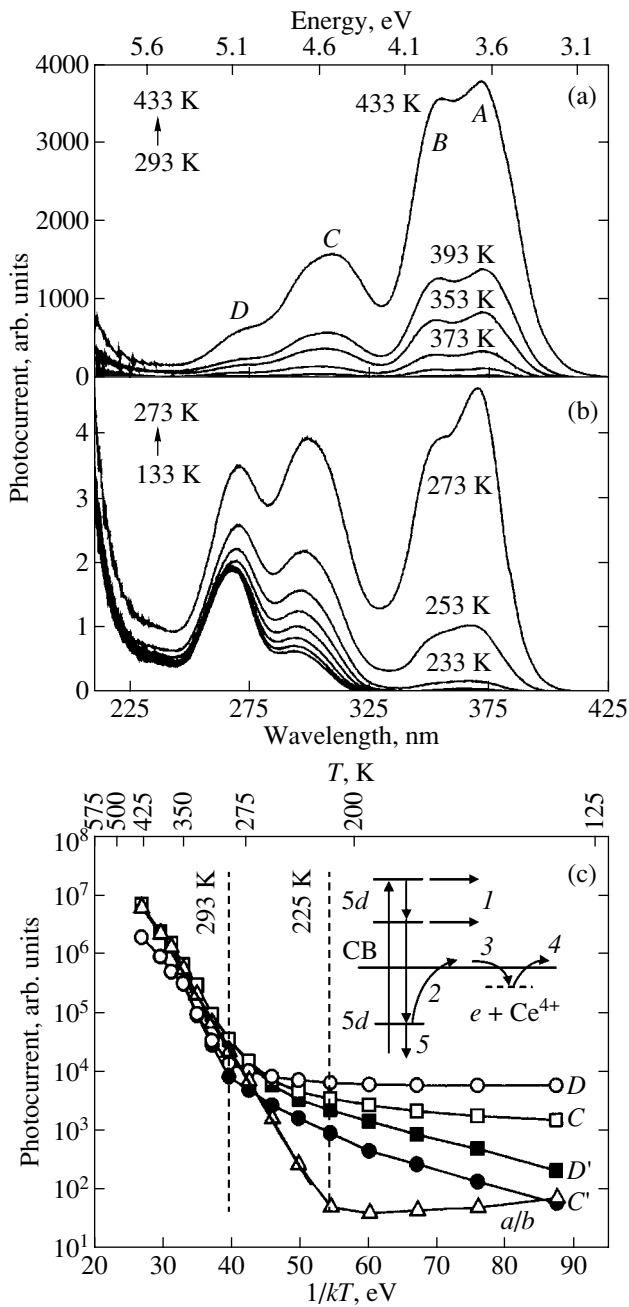 Energy, eV
5.6 5.1 4.6 4.1 3.6 3.1
4000
3000
2000
1000
0
433 K
293 K
433 K
A
B
C
D
(a)
393 K
353 K
373 K
Photocurrent, arb. units
4
3
2
1
0
273 K
133 K
(b)
273 K
253 K
233 K
225 275 325 375 425
Wavelength, nm
T, K
575 500 425 350 275 200 125
10^8
10^7
10^6
10^5
10^4
10^3
10^2
10^1
Photocurrent, arb. units
293 K
225 K
(c)
5d
1
CB
3
4
2
5d
e + Ce^4+
5
D
C
D'
C'
a/b
20 30 40 50 60 70 80 90
1/kT, eV